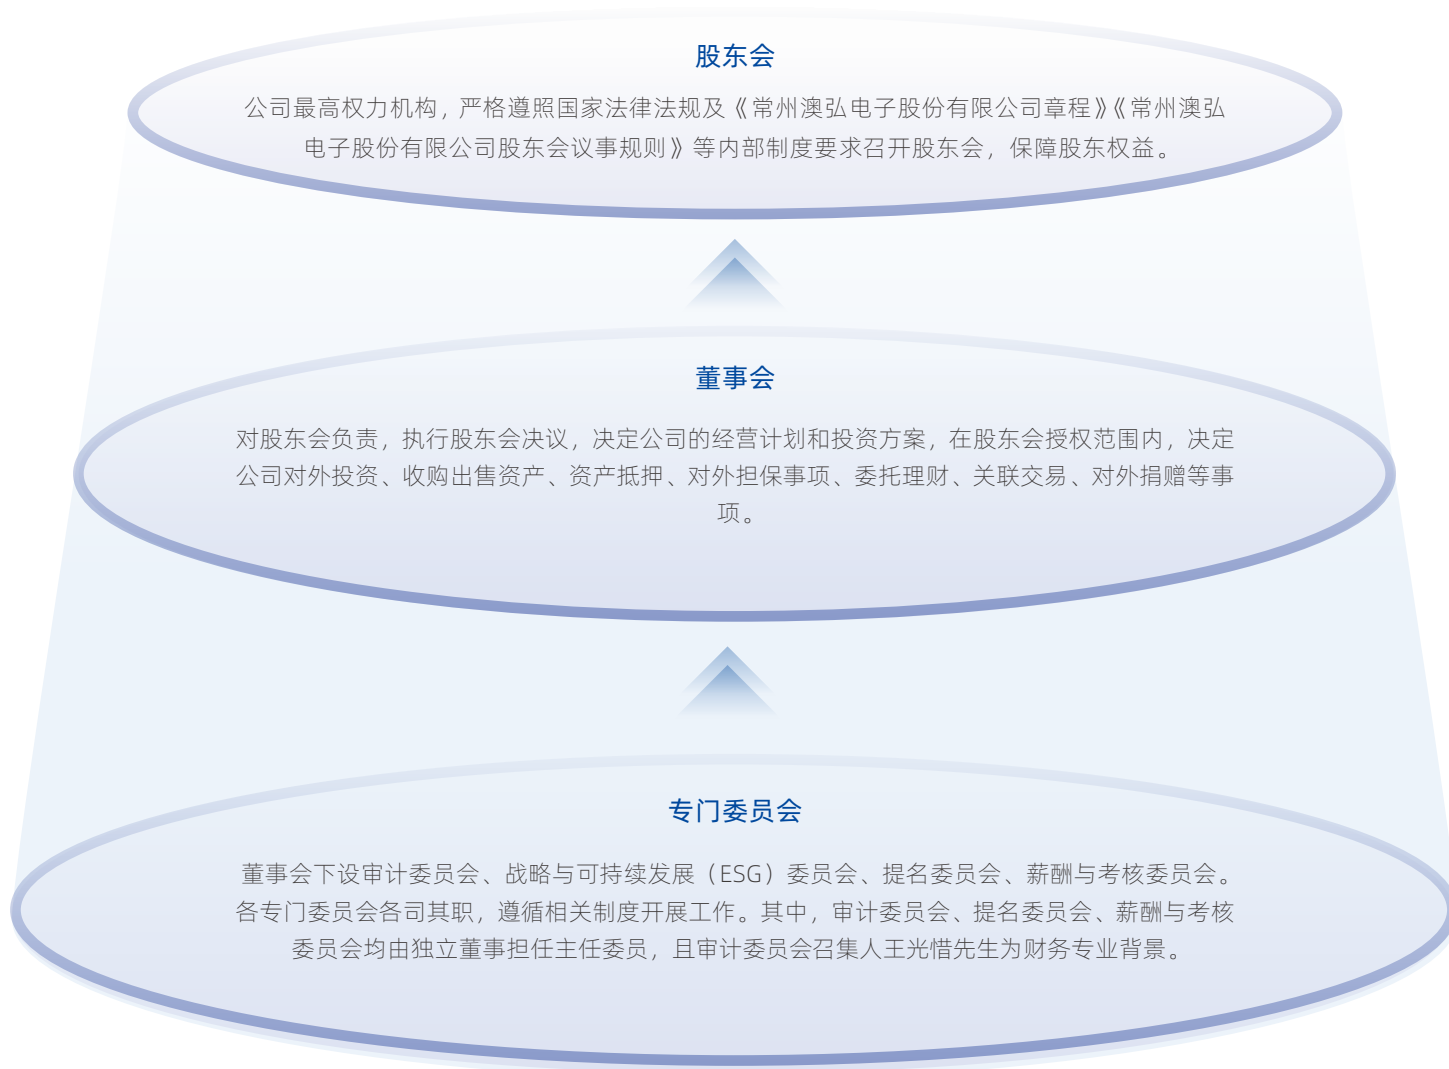 股东会
公司最高权力机构，严格遵照国家法律法规及《常州澳弘电子股份有限公司章程》《常州澳弘
电子股份有限公司股东会议事规则》等内部制度要求召开股东会，保障股东权益。
董事会
对股东会负责，执行股东会决议，决定公司的经营计划和投资方案，在股东会授权范围内，决定
公司对外投资、收购出售资产、资产抵押、对外担保事项、委托理财、关联交易、对外捐赠等事
项。
专门委员会
董事会下设审计委员会、战略与可持续发展（ESG）委员会、提名委员会、薪酬与考核委员会。
各专门委员会各司其职，遵循相关制度开展工作。其中，审计委员会、提名委员会、薪酬与考核
委员会均由独立董事担任主任委员，且审计委员会召集人王光惜先生为财务专业背景。